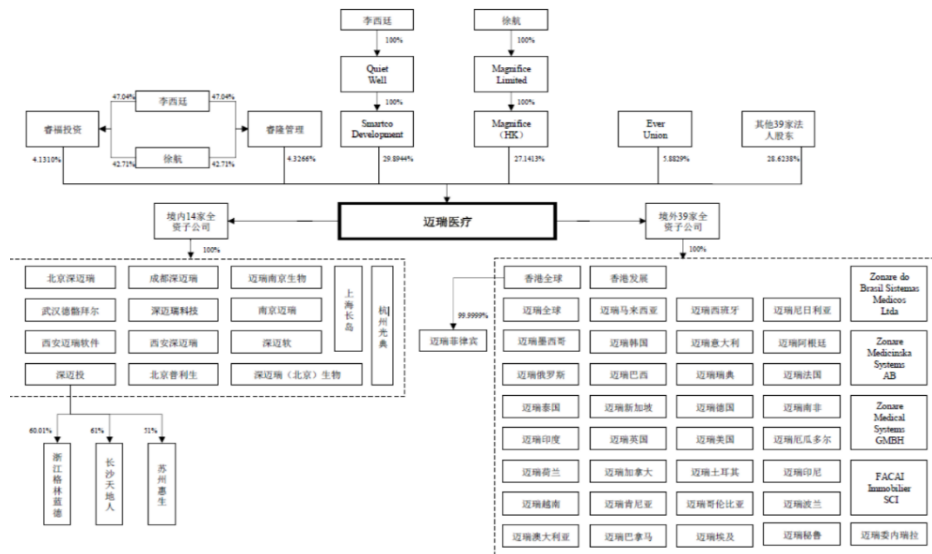 李西廷
徐航
100%
100%
Quiet
Well
Magnifice
Limited
100%
100%
47.04%
李西廷
47.04%
睿福投资
睿隆管理
Smartco
Development
Magnifice
（HK）
Ever
Union
其他39家法
人股东
徐航
4.1310%
42.71%
42.71%
4.3266%
29.8944%
27.1413%
5.8829%
28.6238%
境内14家全
资子公司
迈瑞医疗
境外39家全
资子公司
100%
100%
北京深迈瑞
成都深迈瑞
迈瑞南京生物
上海长岛
杭州光典
武汉德骼拜尔
深迈瑞科技
南京迈瑞
西安迈瑞软件
西安深迈瑞
深迈软
深迈投
北京普利生
深迈瑞（北京）生物
60.01%
61%
51%
浙江格林蓝德
长沙天地人
苏州惠生
99.9999%
迈瑞菲律宾
香港全球
香港发展
Zonare do
Brasil Sistemas
Medicos
Ltda
迈瑞全球
迈瑞马来西亚
迈瑞西班牙
迈瑞尼日利亚
迈瑞墨西哥
迈瑞韩国
迈瑞意大利
迈瑞阿根廷
Zonare
Medicinska
Systems
AB
迈瑞俄罗斯
迈瑞巴西
迈瑞瑞典
迈瑞法国
迈瑞泰国
迈瑞新加坡
迈瑞德国
迈瑞南非
Zonare
Medical
Systems
GMBH
迈瑞印度
迈瑞英国
迈瑞美国
迈瑞厄瓜多尔
迈瑞荷兰
迈瑞加拿大
迈瑞土耳其
迈瑞印尼
FACAI
Immobilier
SCI
迈瑞越南
迈瑞肯尼亚
迈瑞哥伦比亚
迈瑞波兰
迈瑞澳大利亚
迈瑞巴拿马
迈瑞埃及
迈瑞秘鲁
迈瑞委内瑞拉